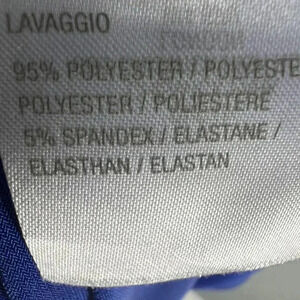 LAVAGGIO
95% POLYESTER / POLYESTE
POLYESTER / POLIESTERE
5% SPANDEX / ELASTANE /
ELASTHAN / ELASTAN